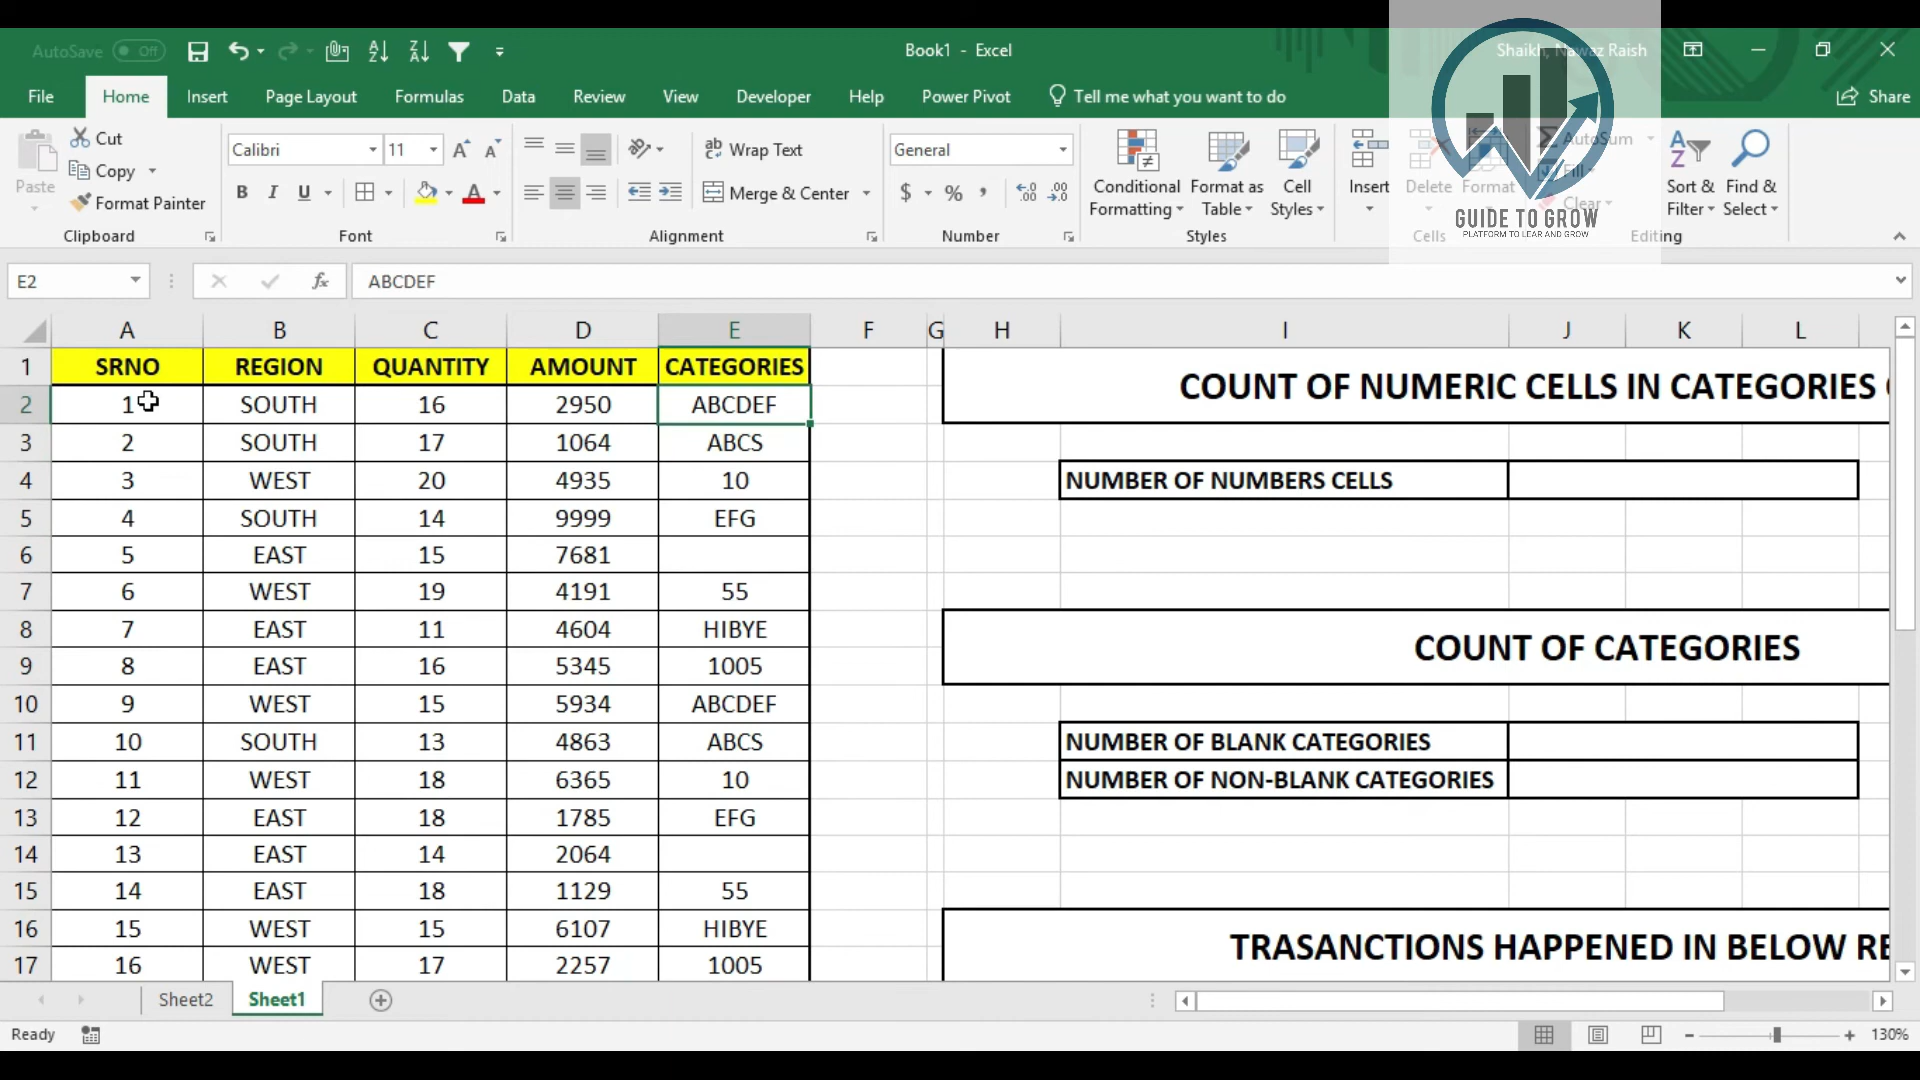 AutoSave Off
Book1 - Excel
Shaikh, Nawaz Raish
File Home Insert Page Layout Formulas Data Review View Developer Help Power Pivot Tell me what you want to do Share
Paste
Cut
Copy
Format Painter
Clipboard
Calibri 11
B I U
Font
Wrap Text
Merge & Center
Alignment
General
$ % ,
Number
Conditional Formatting
Format as Table
Cell Styles
Styles
Insert Delete Format
Cells
AutoSum
Fill
Clear
Sort & Filter
Find & Select
Editing
GUIDE TO GROW
PLATFORM TO LEAR AND GROW
E2 fx ABCDEF
A B C D E F G H I J K L
1 SRNO REGION QUANTITY AMOUNT CATEGORIES
COUNT OF NUMERIC CELLS IN CATEGORIES
2 1 SOUTH 16 2950 ABCDEF
3 2 SOUTH 17 1064 ABCS
4 3 WEST 20 4935 10 NUMBER OF NUMBERS CELLS
5 4 SOUTH 14 9999 EFG
6 5 EAST 15 7681
7 6 WEST 19 4191 55
8 7 EAST 11 4604 HIBYE
COUNT OF CATEGORIES
9 8 EAST 16 5345 1005
10 9 WEST 15 5934 ABCDEF
11 10 SOUTH 13 4863 ABCS NUMBER OF BLANK CATEGORIES
12 11 WEST 18 6365 10 NUMBER OF NON-BLANK CATEGORIES
13 12 EAST 18 1785 EFG
14 13 EAST 14 2064
15 14 EAST 18 1129 55
16 15 WEST 15 6107 HIBYE
TRASANCTIONS HAPPENED IN BELOW RE
17 16 WEST 17 2257 1005
Sheet2 Sheet1
Ready 130%